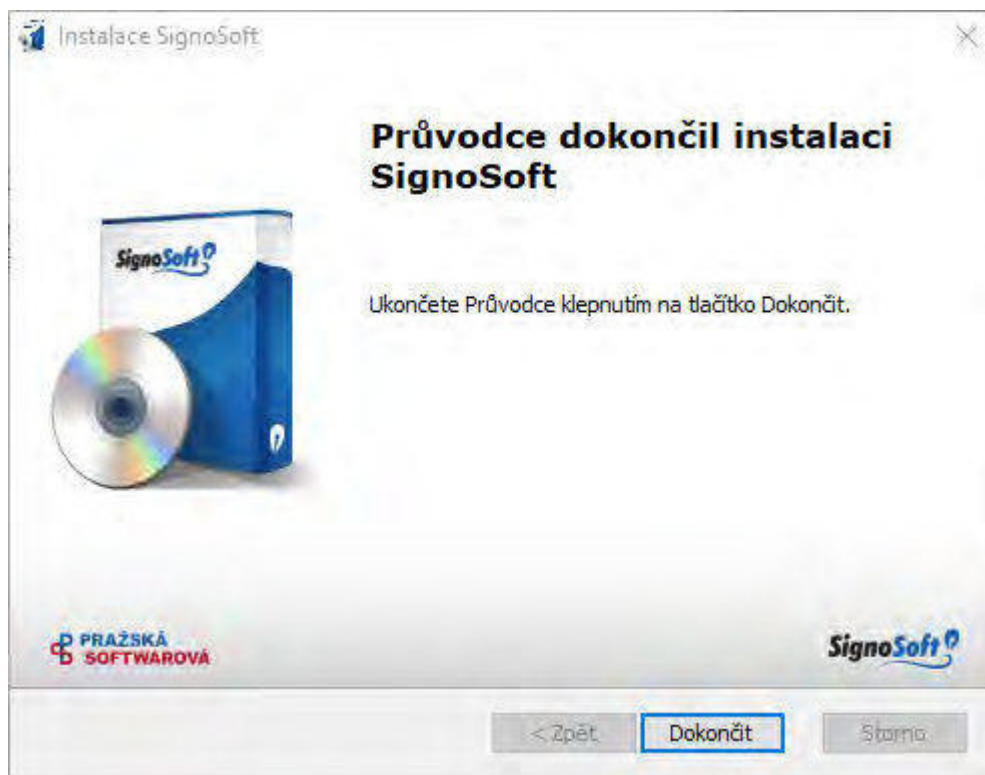 Instalace SignoSoft
Průvodce dokončil instalaci
SignoSoft
SignoSoft
Ukončete Průvodce klepnutím na tlačítko Dokončit.
PRAŽSKÁ
SOFTWAROVÁ
SignoSoft
< Zpět
Dokončit
Storno